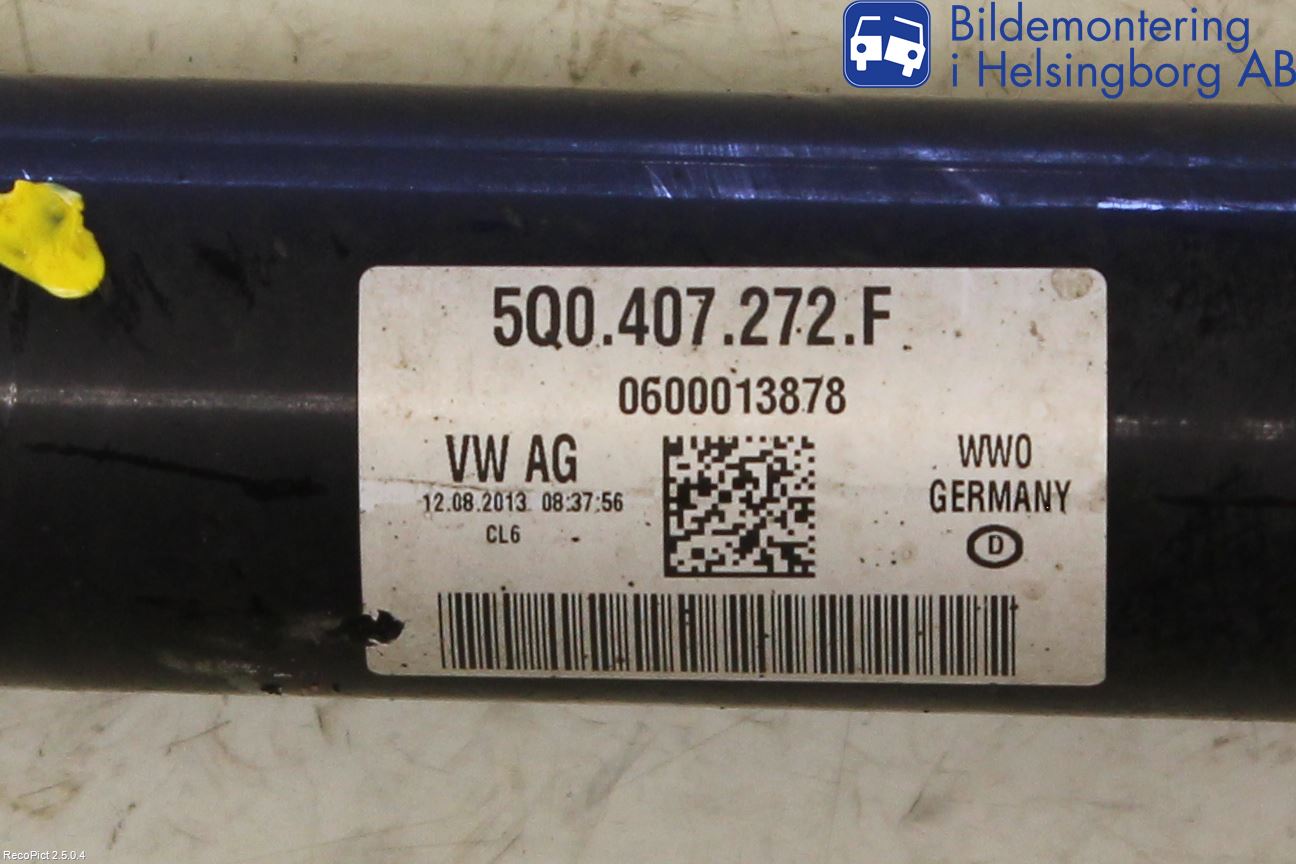 Bildemontering
i Helsingborg AB
5Q0.407.272.F
0600013878
VW AG
12.08.2013 08:37:56
CL6
WWO
GERMANY
D
RecoPict 2.5.0.4